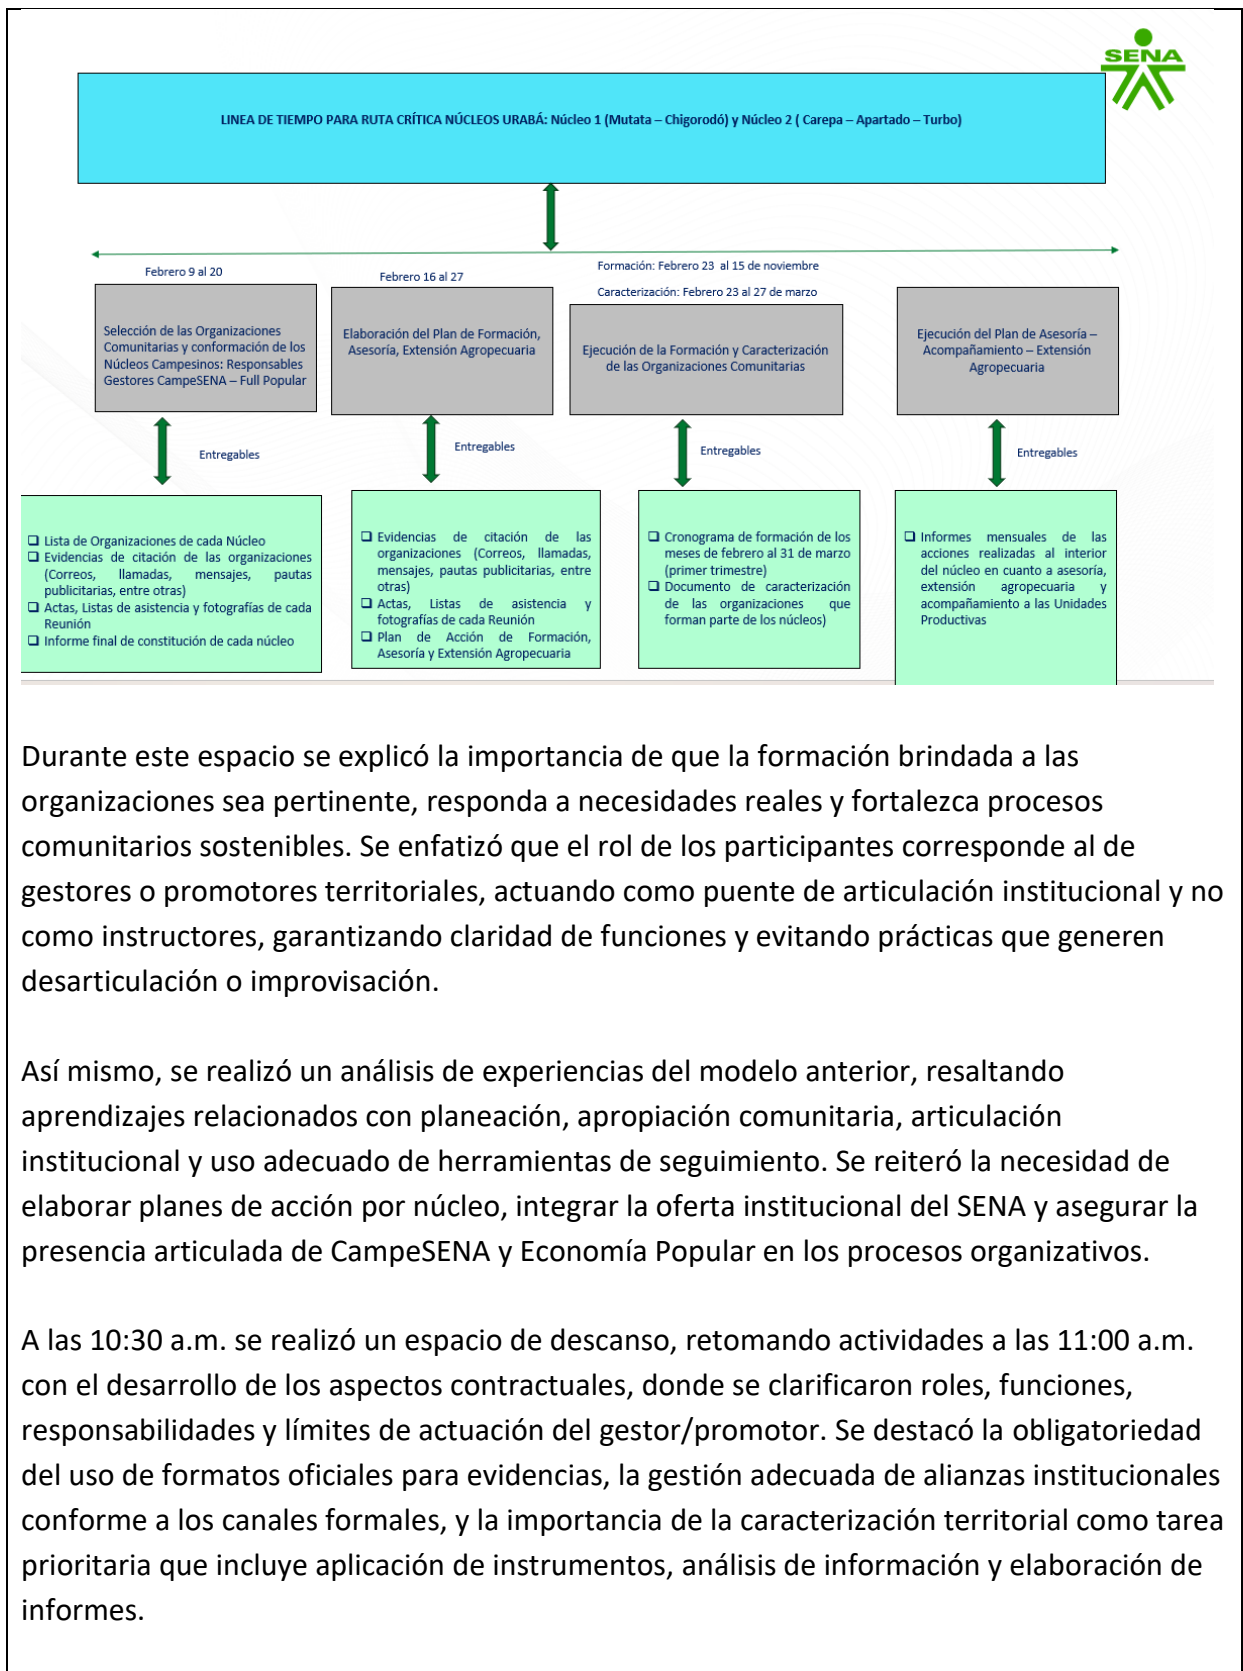 SENA
LINEA DE TIEMPO PARA RUTA CRÍTICA NÚCLEOS URABÁ: Núcleo 1 (Mutata – Chigorodó) y Núcleo 2 ( Carepa – Apartado – Turbo)
Febrero 9 al 20
Selección de las Organizaciones
Comunitarias y conformación de los
Núcleos Campesinos: Responsables
Gestores CampeSENA – Full Popular
Entregables
❑ Lista de Organizaciones de cada Núcleo
❑ Evidencias de citación de las organizaciones
(Correos, llamadas, mensajes, pautas
publicitarias, entre otras)
❑ Actas, Listas de asistencia y fotografías de cada
Reunión
❑ Informe final de constitución de cada núcleo
Febrero 16 al 27
Elaboración del Plan de Formación,
Asesoría, Extensión Agropecuaria
Entregables
❑ Evidencias de citación de las
organizaciones (Correos, llamadas,
mensajes, pautas publicitarias, entre
otras)
❑ Actas, Listas de asistencia y
fotografías de cada Reunión
❑ Plan de Acción de Formación,
Asesoría y Extensión Agropecuaria
Formación: Febrero 23 al 15 de noviembre
Caracterización: Febrero 23 al 27 de marzo
Ejecución de la Formación y Caracterización
de las Organizaciones Comunitarias
Entregables
❑ Cronograma de formación de los
meses de febrero al 31 de marzo
(primer trimestre)
❑ Documento de caracterización
de las organizaciones que
forman parte de los núcleos)
Ejecución del Plan de Asesoría –
Acompañamiento – Extensión
Agropecuaria
Entregables
❑ Informes mensuales de las
acciones realizadas al interior
del núcleo en cuanto a asesoría,
extensión agropecuaria y
acompañamiento a las Unidades
Productivas
Durante este espacio se explicó la importancia de que la formación brindada a las
organizaciones sea pertinente, responda a necesidades reales y fortalezca procesos
comunitarios sostenibles. Se enfatizó que el rol de los participantes corresponde al de
gestores o promotores territoriales, actuando como puente de articulación institucional y no
como instructores, garantizando claridad de funciones y evitando prácticas que generen
desarticulación o improvisación.
Así mismo, se realizó un análisis de experiencias del modelo anterior, resaltando
aprendizajes relacionados con planeación, apropiación comunitaria, articulación
institucional y uso adecuado de herramientas de seguimiento. Se reiteró la necesidad de
elaborar planes de acción por núcleo, integrar la oferta institucional del SENA y asegurar la
presencia articulada de CampeSENA y Economía Popular en los procesos organizativos.
A las 10:30 a.m. se realizó un espacio de descanso, retomando actividades a las 11:00 a.m.
con el desarrollo de los aspectos contractuales, donde se clarificaron roles, funciones,
responsabilidades y límites de actuación del gestor/promotor. Se destacó la obligatoriedad
del uso de formatos oficiales para evidencias, la gestión adecuada de alianzas institucionales
conforme a los canales formales, y la importancia de la caracterización territorial como tarea
prioritaria que incluye aplicación de instrumentos, análisis de información y elaboración de
informes.